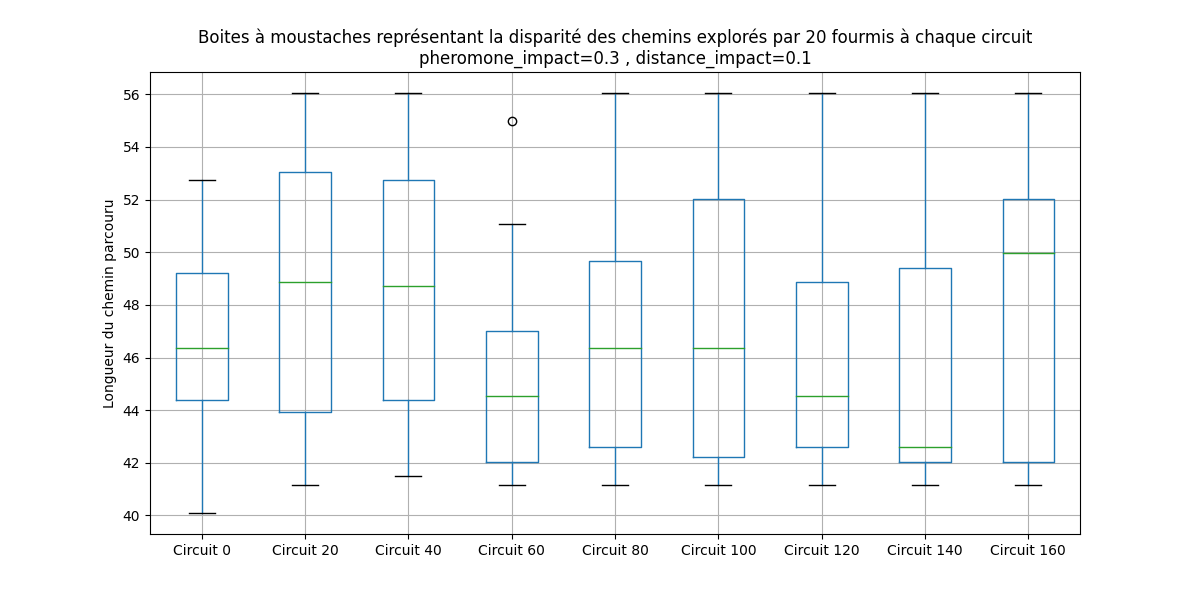 Boites à moustaches représentant la disparité des chemins explorés par 20 fourmis à chaque circuit
pheromone_impact=0.3 , distance_impact=0.1
Longueur du chemin parcouru
56
54
52
50
48
46
44
42
40
Circuit 0
Circuit 20
Circuit 40
Circuit 60
Circuit 80
Circuit 100
Circuit 120
Circuit 140
Circuit 160